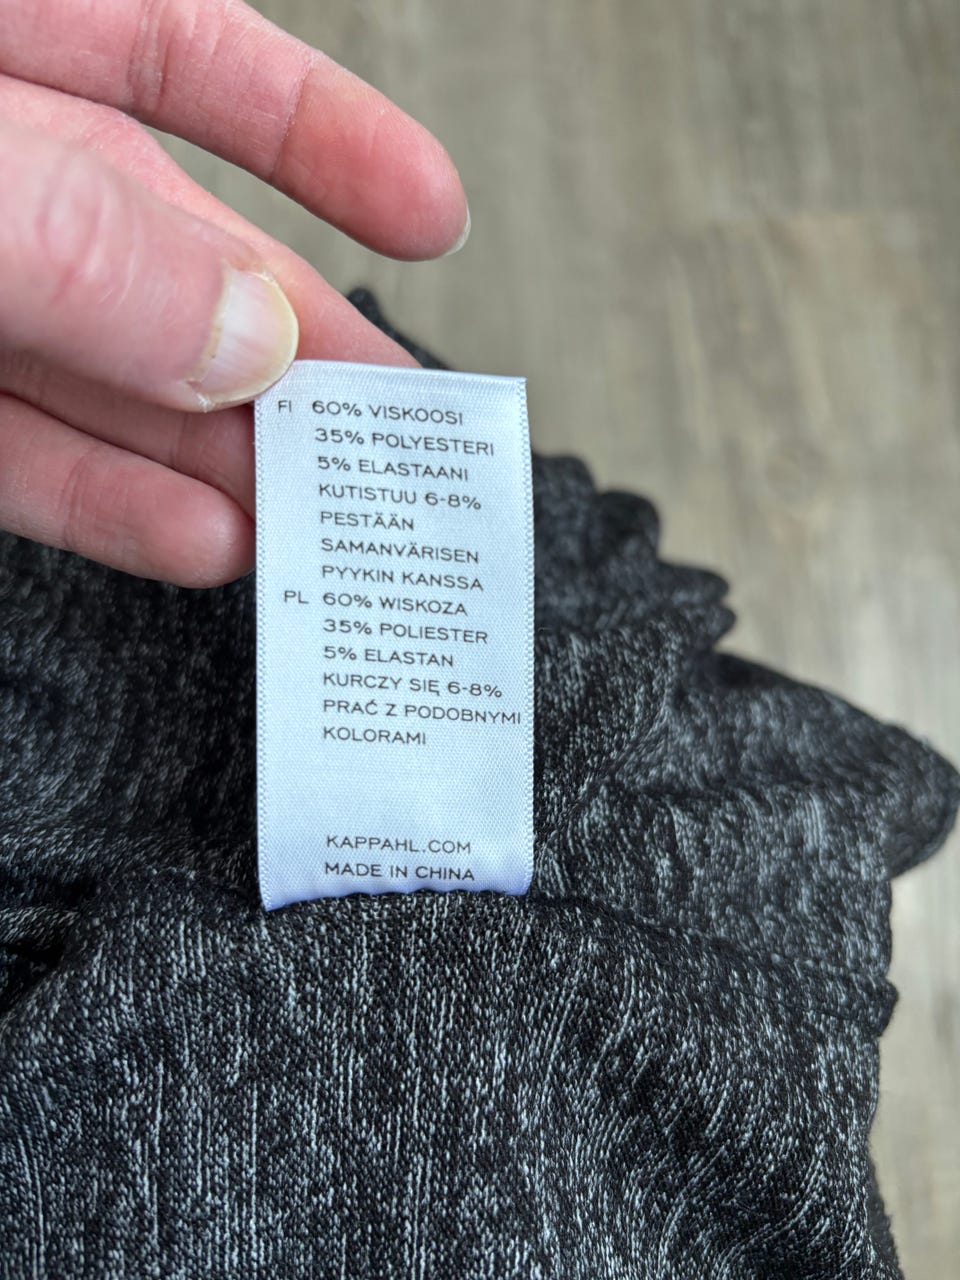 FI 60% VISKOOSI
35% POLYESTERI
5% ELASTAANI
KUTISTUU 6-8%
PESTÄÄN
SAMANVÄRISEN
PYYKIN KANSSA
PL 60% WISKOZA
35% POLIESTER
5% ELASTAN
KURCZY SIĘ 6-8%
PRAĆ Z PODOBNYMI
KOLORAMI
KAPPAHL.COM
MADE IN CHINA